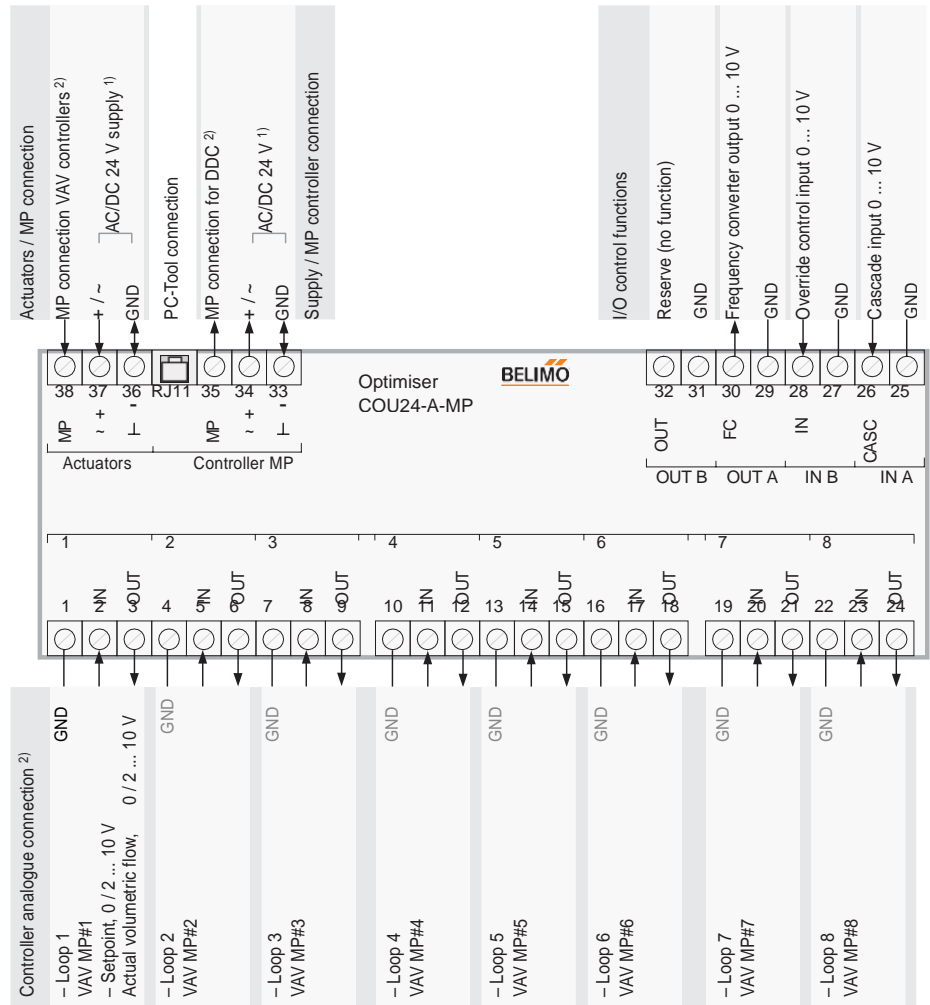 Actuators / MP connection
MP connection VAV controllers 2)
+ / ~
AC/DC 24 V supply 1)
GND
PC-Tool connection
MP connection for DDC 2)
+ / ~
AC/DC 24 V 1)
GND
Supply / MP controller connection
I/O control functions
Reserve (no function)
GND
Frequency converter output 0 ... 10 V
GND
Override control input 0 ... 10 V
GND
Cascade input 0 ... 10 V
GND
38 37 36 RJ11 35 34 33
MP ~ + ⊥ - MP ~ + ⊥ -
Actuators Controller MP
Optimiser
COU24-A-MP
BELIMO
32 31 30 29 28 27 26 25
OUT FC IN CASC
OUT B OUT A IN B IN A
1 2 3 4 5 6 7 8
IN OUT IN OUT IN OUT IN OUT IN OUT IN OUT IN OUT IN OUT
1 2 3 4 5 6 7 8 9 10 11 12 13 14 15 16 17 18 19 20 21 22 23 24
Controller analogue connection 2)
GND
– Loop 1
VAV MP#1
– Setpoint, 0 / 2 ... 10 V
Actual volumetric flow, 0 / 2 ... 10 V
GND
– Loop 2
VAV MP#2
GND
– Loop 3
VAV MP#3
GND
– Loop 4
VAV MP#4
GND
– Loop 5
VAV MP#5
GND
– Loop 6
VAV MP#6
GND
– Loop 7
VAV MP#7
GND
– Loop 8
VAV MP#8